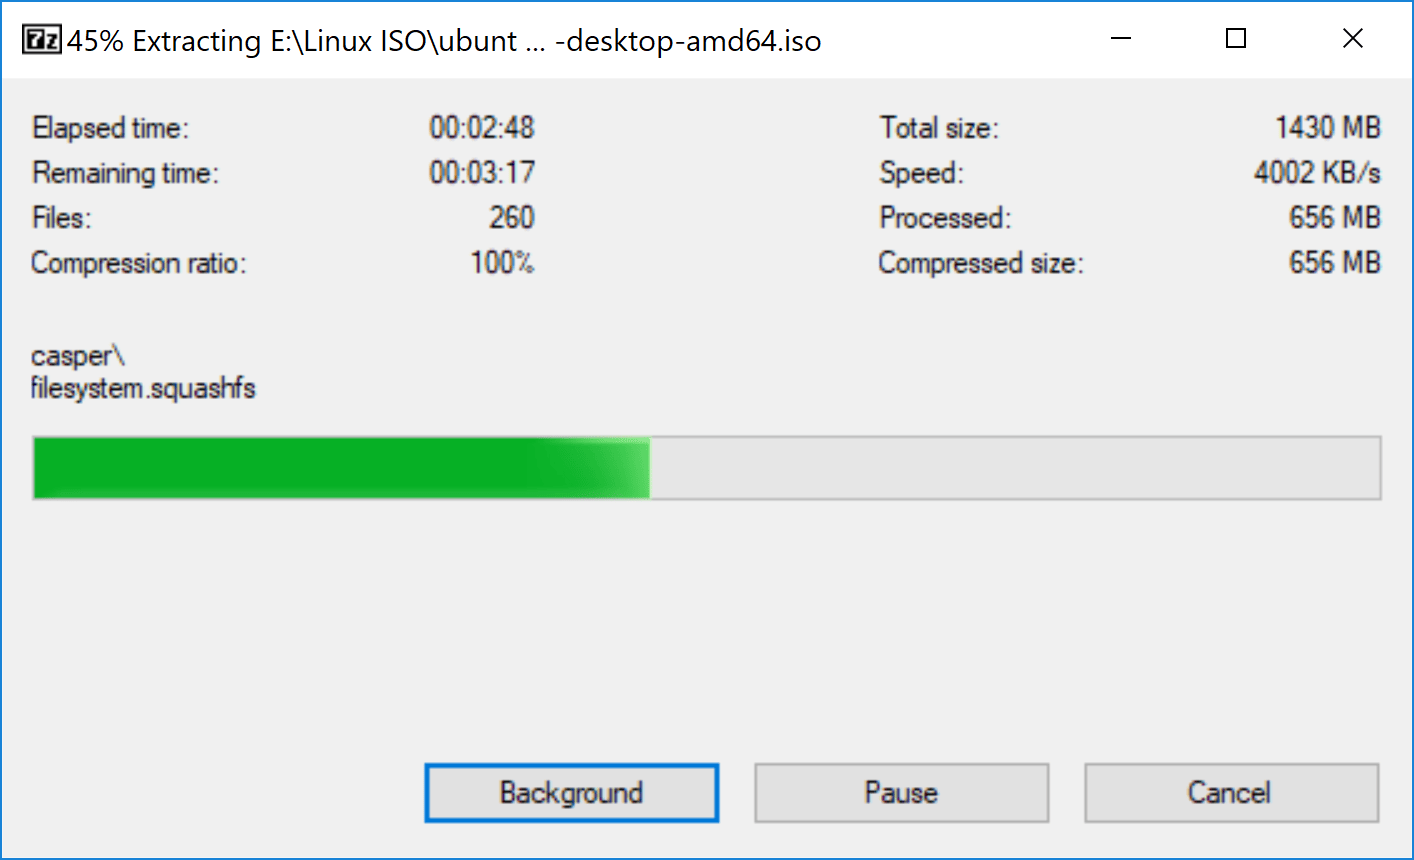 7z 45% Extracting E:\Linux ISO\ubunt ... -desktop-amd64.iso
Elapsed time: 00:02:48 Total size: 1430 MB
Remaining time: 00:03:17 Speed: 4002 KB/s
Files: 260 Processed: 656 MB
Compression ratio: 100% Compressed size: 656 MB
casper\
filesystem.squashfs
Background Pause Cancel